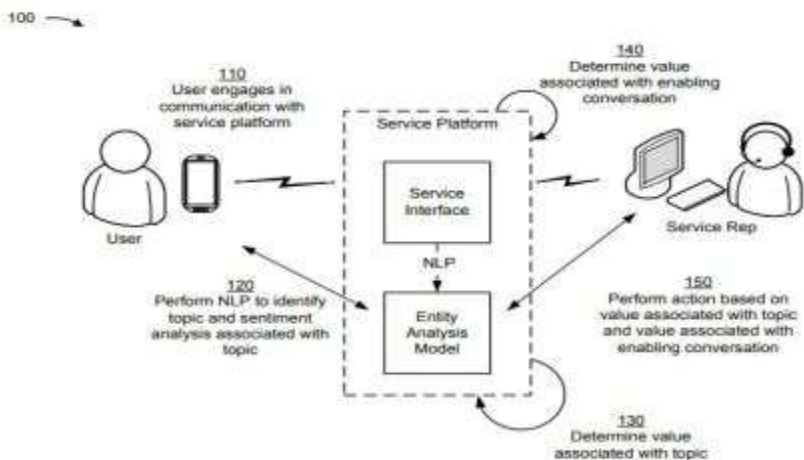 100
110
User engages in
communication with
service platform
140
Determine value
associated with enabling
conversation
Service Platform
Service
Interface
User
Service Rep
NLP
120
Perform NLP to identify
topic and sentiment
analysis associated with
topic
Entity
Analysis
Model
150
Perform action based on
value associated with topic
and value associated with
enabling conversation
130
Determine value
associated with topic